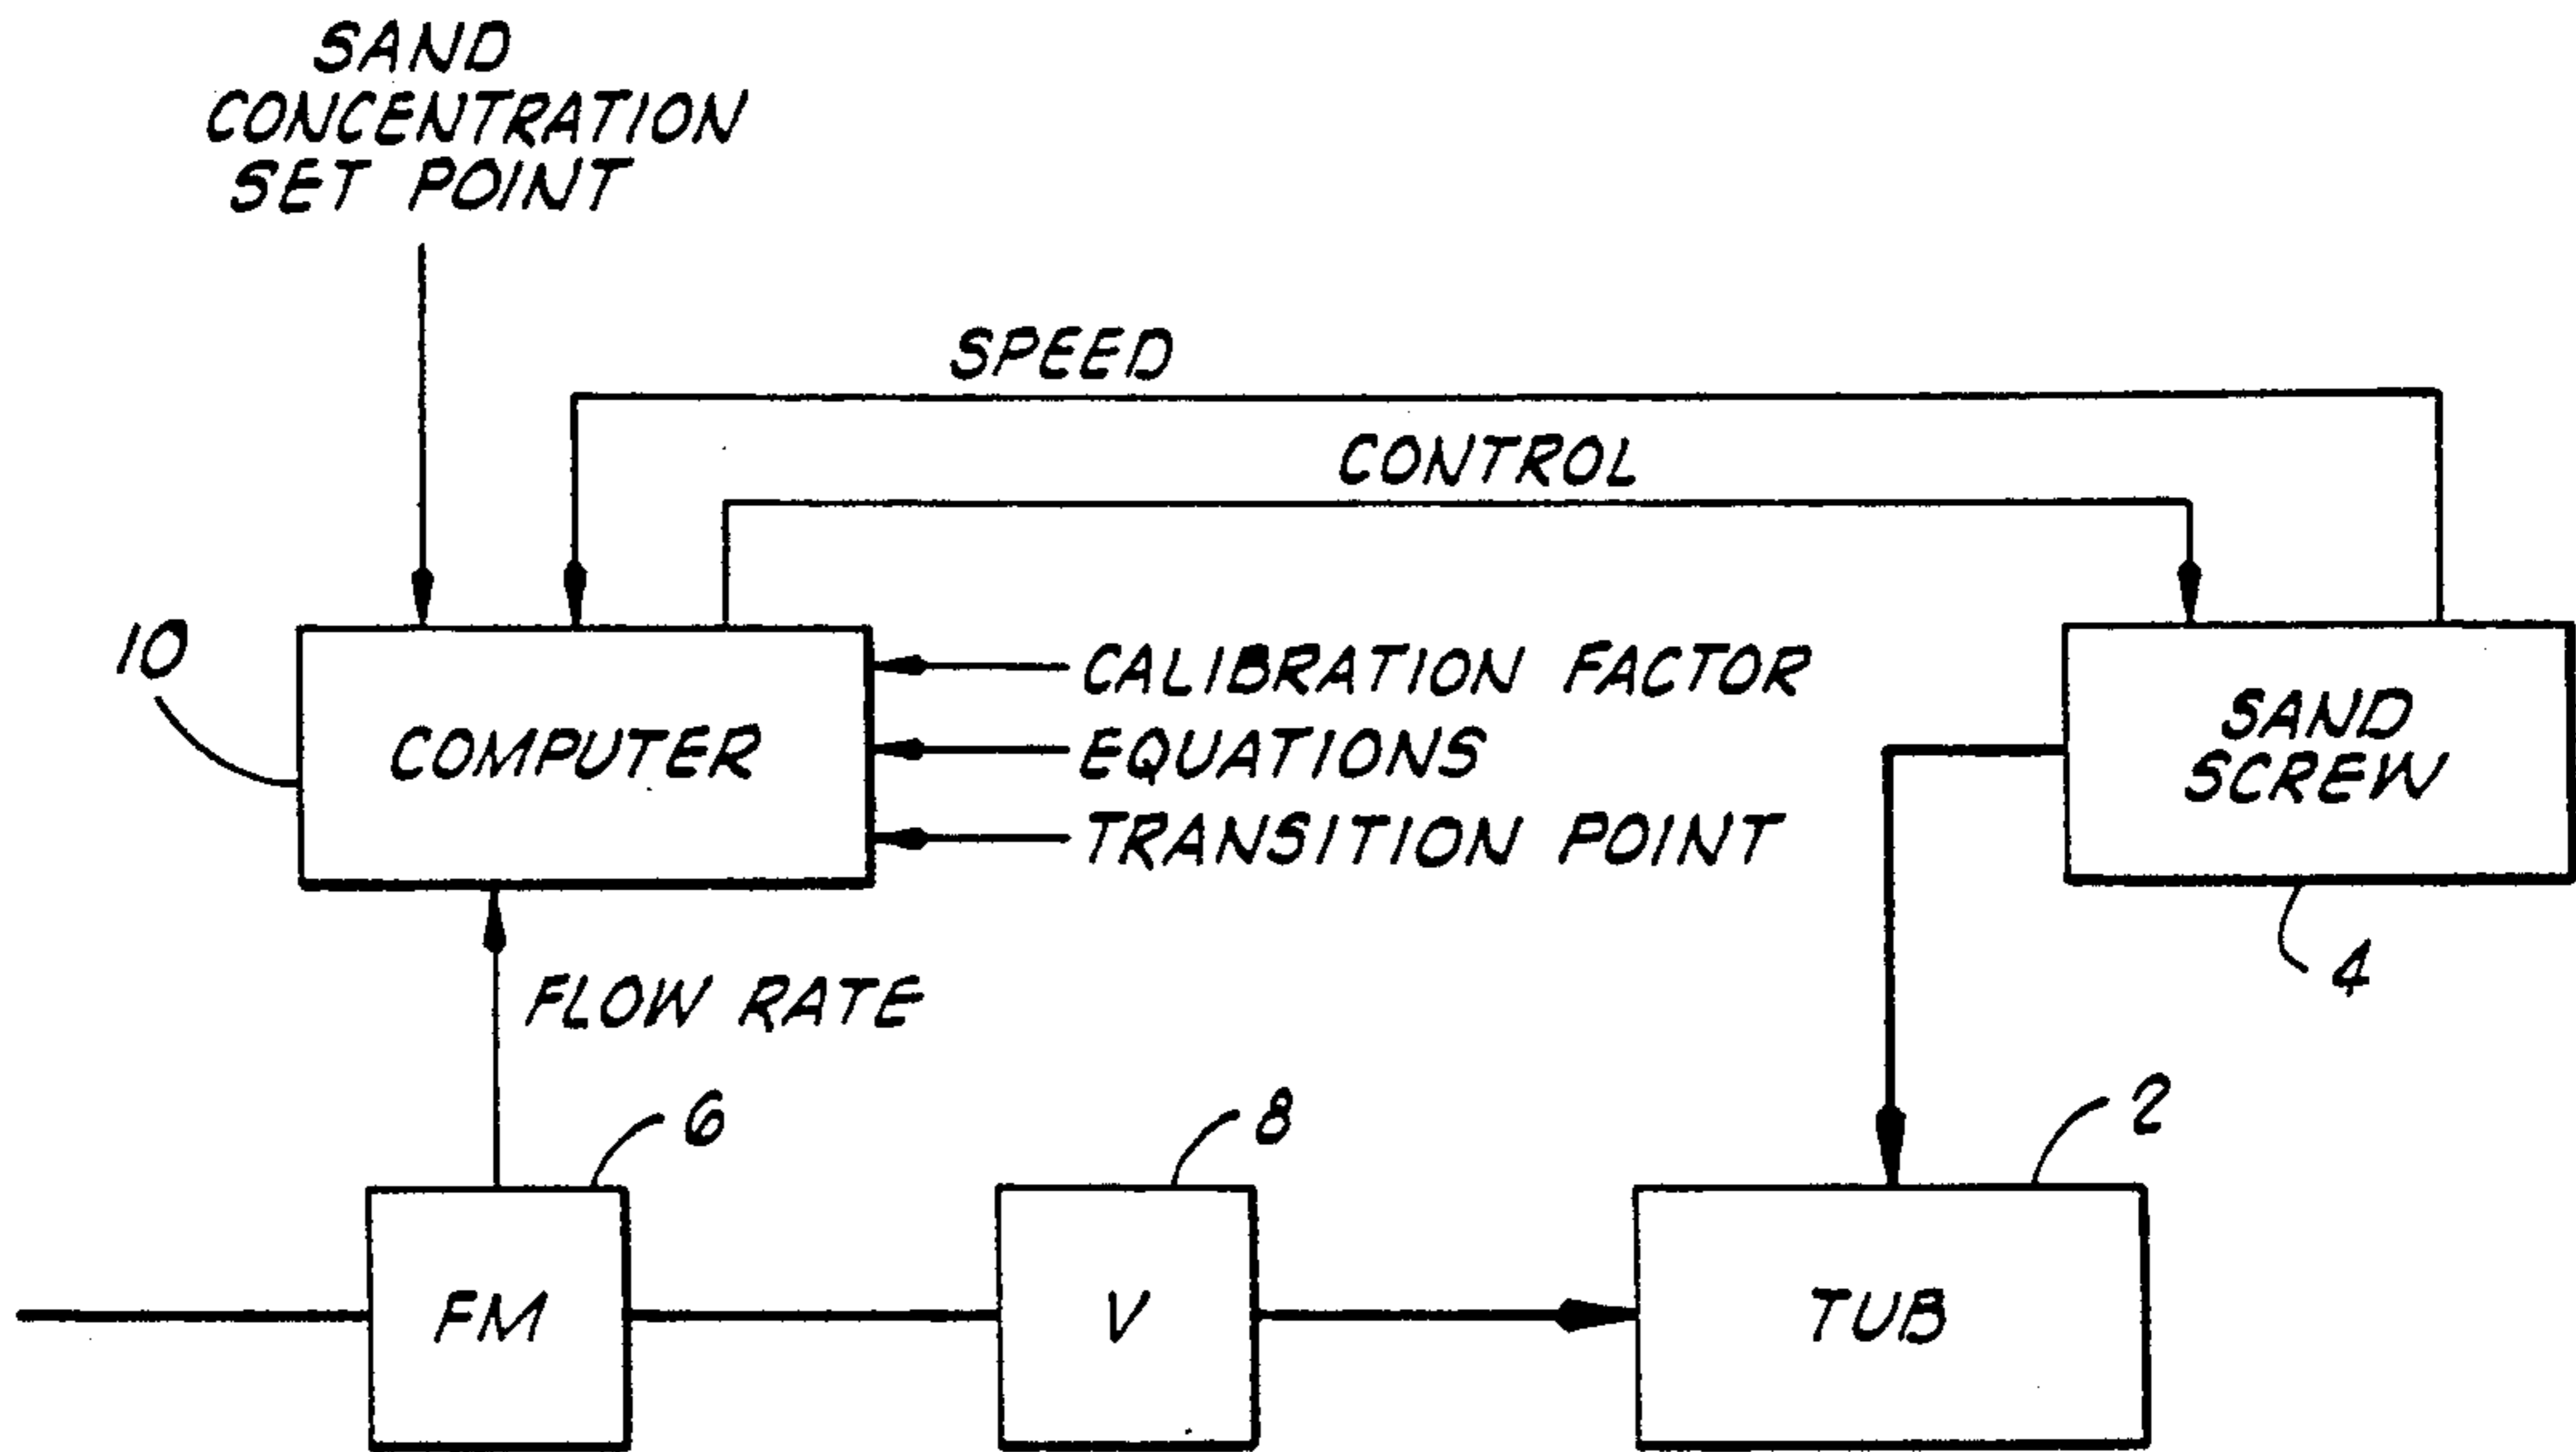 SAND
CONCENTRATION
SET POINT
SPEED
CONTROL
10
COMPUTER
CALIBRATION FACTOR
EQUATIONS
TRANSITION POINT
SAND
SCREW
4
FLOW RATE
6
8
2
FM
V
TUB